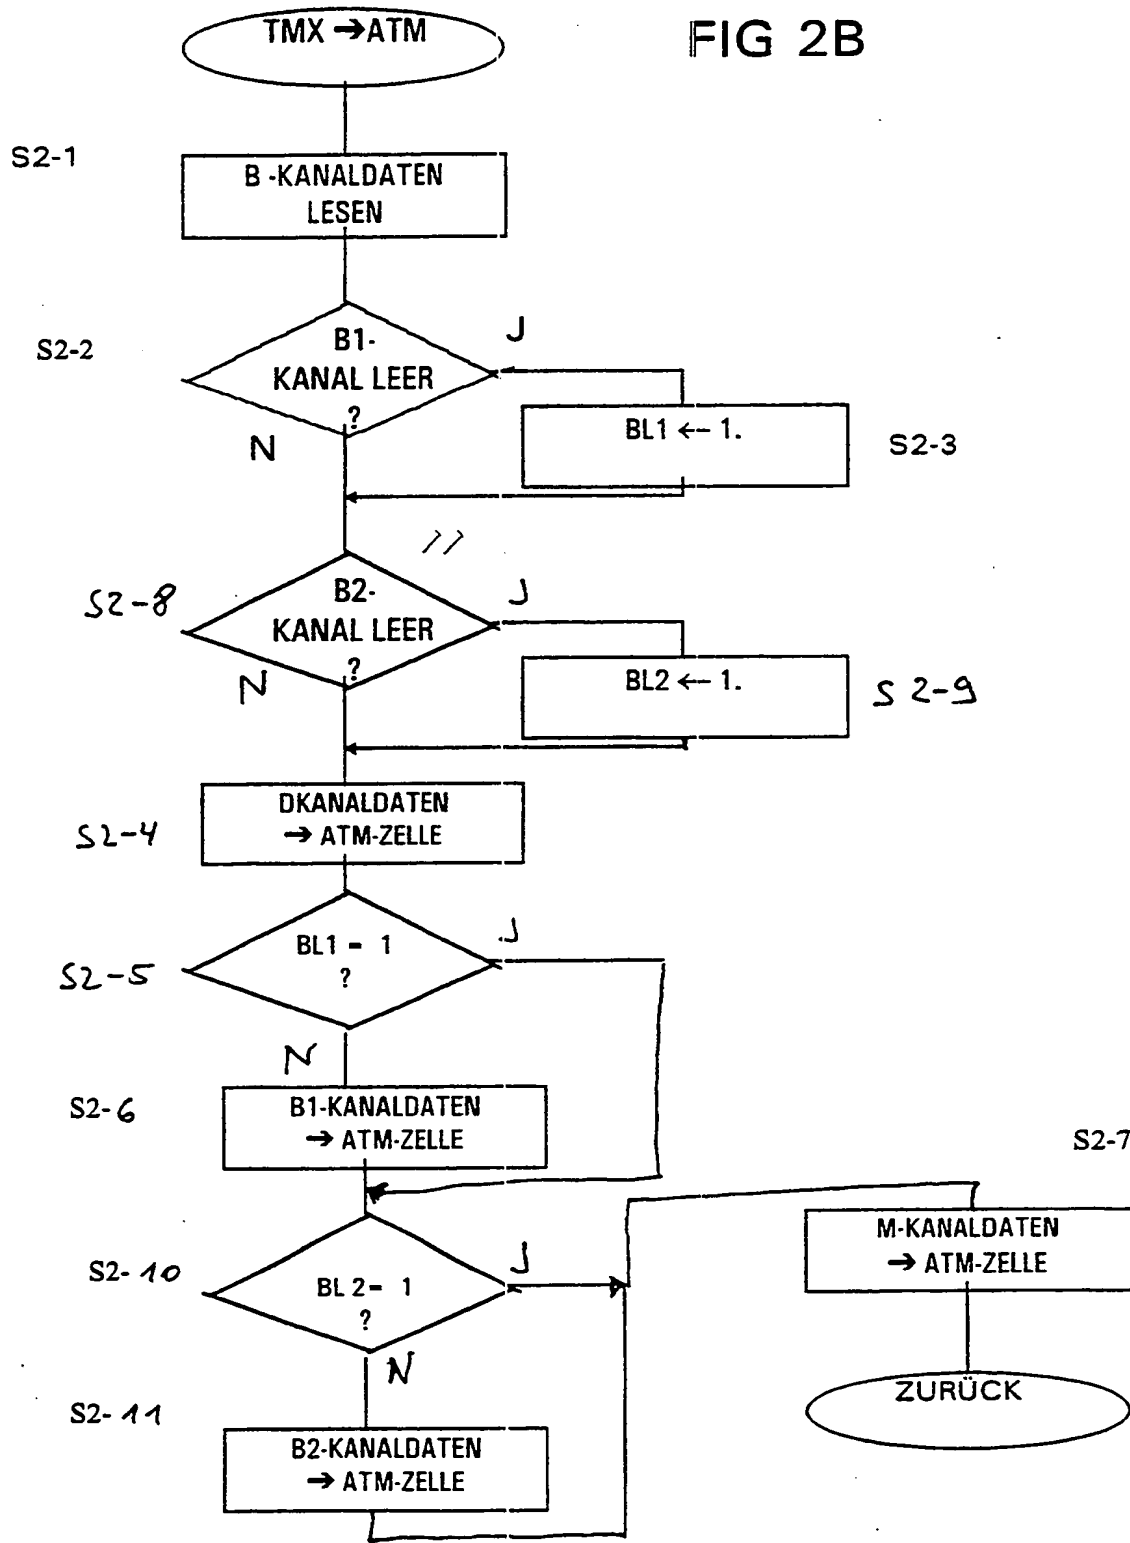 TMX → ATM
FIG 2B
S2-1
B -KANALDATEN
LESEN
S2-2
B1-
KANAL LEER
?
J
N
BL1 ← 1.
S2-3
S2-8
B2-
KANAL LEER
?
J
N
BL2 ← 1.
S 2-9
S2-4
DKANALDATEN
→ ATM-ZELLE
S2-5
BL1 = 1
?
J
N
S2-6
B1-KANALDATEN
→ ATM-ZELLE
S2-7
M-KANALDATEN
→ ATM-ZELLE
S2-10
BL 2= 1
?
J
N
ZURÜCK
S2-11
B2-KANALDATEN
→ ATM-ZELLE